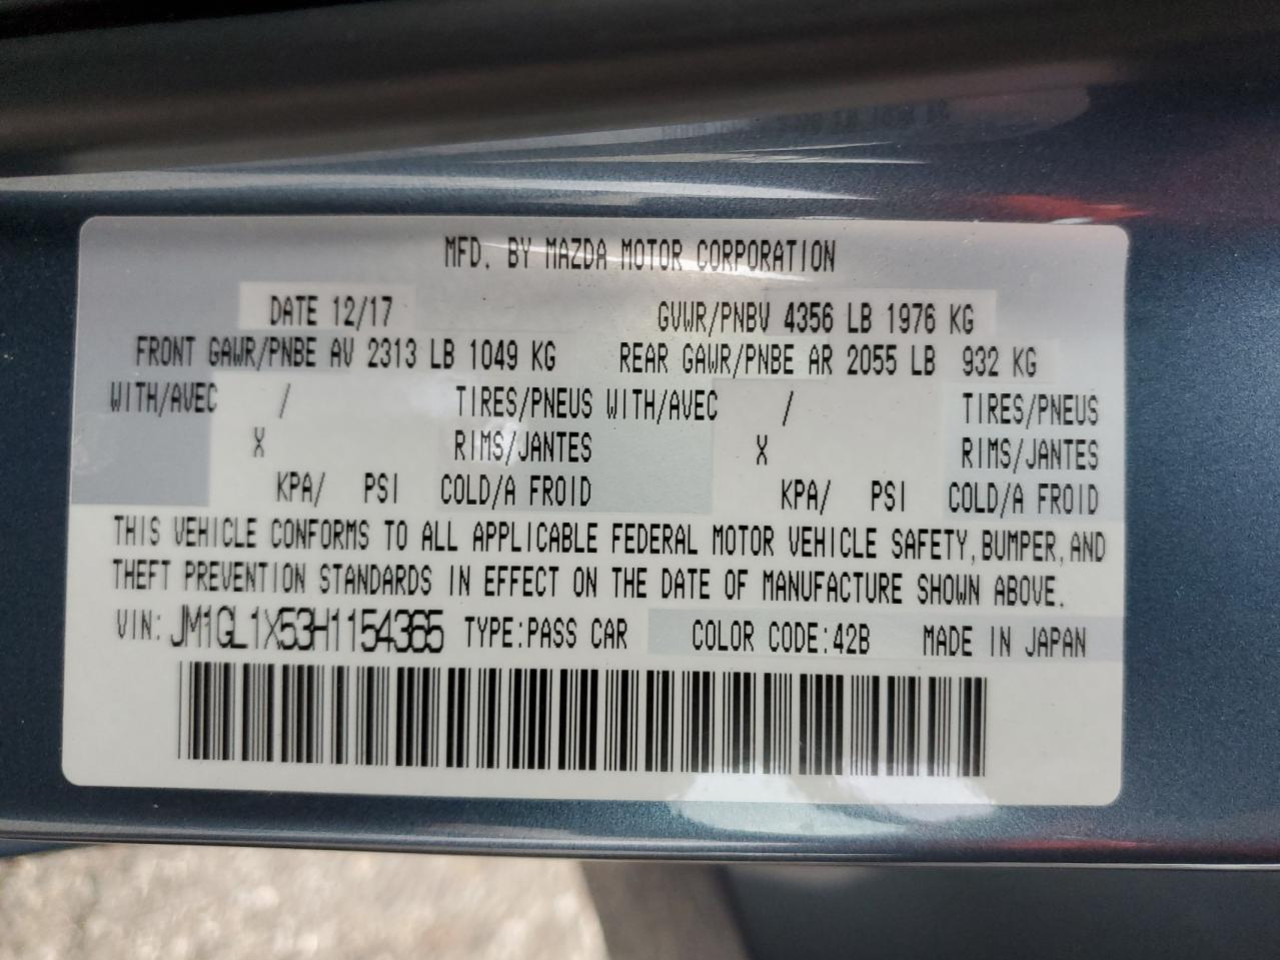 MFD. BY MAZDA MOTOR CORPORATION
DATE 12/17 GVWR/PNBV 4356 LB 1976 KG
FRONT GAWR/PNBE AV 2313 LB 1049 KG REAR GAWR/PNBE AR 2055 LB 932 KG
WITH/AVEC / TIRES/PNEUS WITH/AVEC / TIRES/PNEUS
X RIMS/JANTES X RIMS/JANTES
KPA/ PSI COLD/A FROID KPA/ PSI COLD/A FROID
THIS VEHICLE CONFORMS TO ALL APPLICABLE FEDERAL MOTOR VEHICLE SAFETY, BUMPER, AND
THEFT PREVENTION STANDARDS IN EFFECT ON THE DATE OF MANUFACTURE SHOWN ABOVE.
VIN: JM1GL1X53H1154365 TYPE:PASS CAR COLOR CODE:42B MADE IN JAPAN